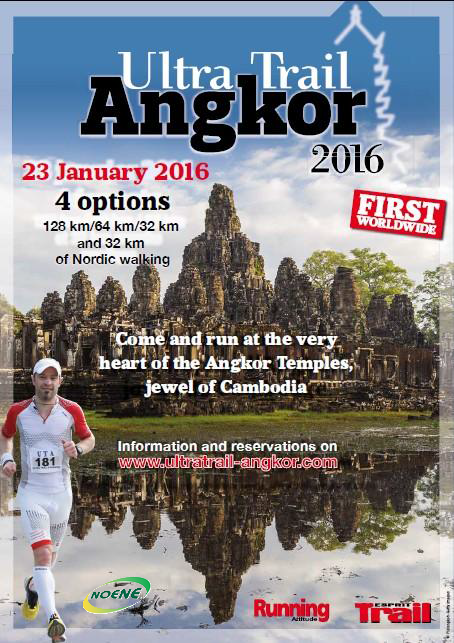 Ultra Trail
Angkor
2016
23 January 2016
4 options
128 km/64 km/32 km
and 32 km
of Nordic walking
FIRST
WORLDWIDE
Come and run at the very
heart of the Angkor Temples,
jewel of Cambodia
Information and reservations on
www.ultratrail-angkor.com
UTA
181
NOENE
Running
Attitude
ESPRIT
Trail